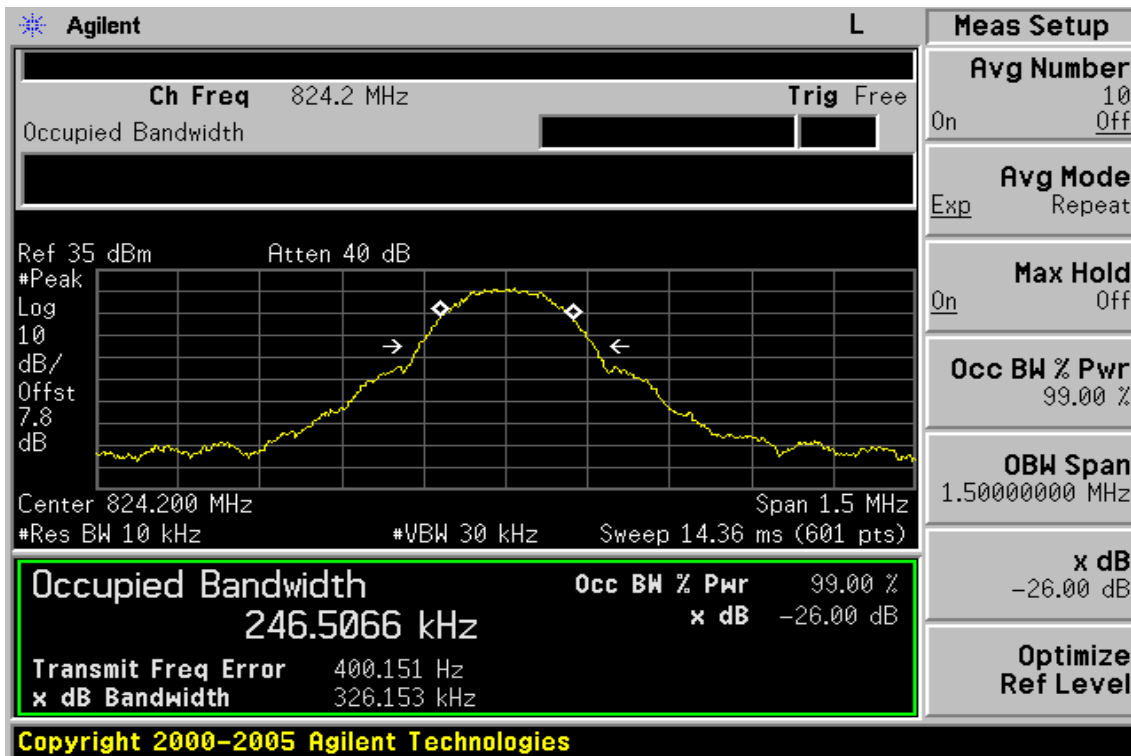 Agilent L
Ch Freq 824.2 MHz Trig Free
Occupied Bandwidth
Ref 35 dBm Atten 40 dB
#Peak
Log
10
dB/
Offst
7.8
dB
Center 824.200 MHz Span 1.5 MHz
#Res BW 10 kHz #VBW 30 kHz Sweep 14.36 ms (601 pts)
Occupied Bandwidth Occ BW % Pwr 99.00 %
246.5066 kHz x dB -26.00 dB
Transmit Freq Error 400.151 Hz
x dB Bandwidth 326.153 kHz
Copyright 2000-2005 Agilent Technologies
Meas Setup
Avg Number
10
On Off
Avg Mode
Exp Repeat
Max Hold
On Off
Occ BW % Pwr
99.00 %
OBW Span
1.50000000 MHz
x dB
-26.00 dB
Optimize
Ref Level